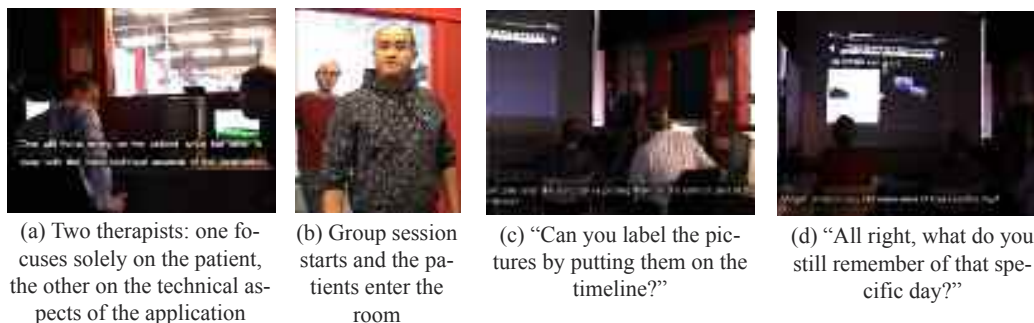 (a) Two therapists: one fo-
cuses solely on the patient,
the other on the technical as-
pects of the application
(b) Group session
starts and the pa-
tients enter the
room
(c) “Can you label the pic-
tures by putting them on the
timeline?”
(d) “All right, what do you
still remember of that spe-
cific day?”